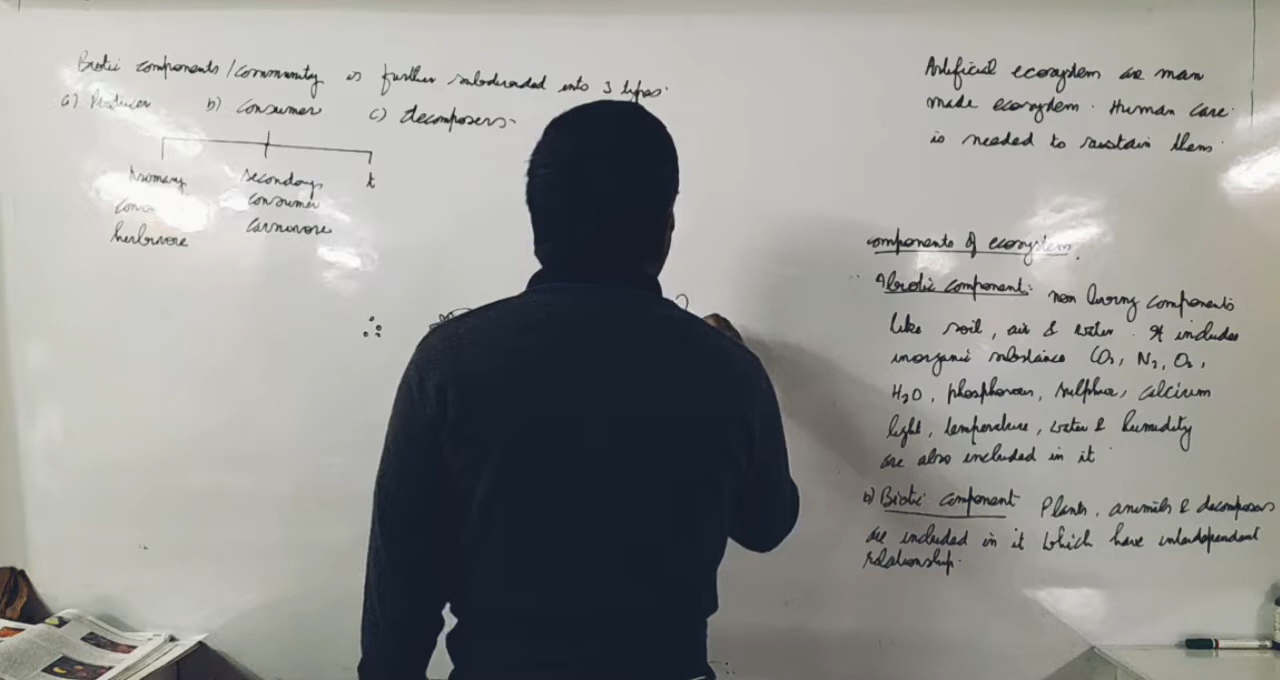 Biotic components/community is further subdivided into 3 types.
a) Producer b) Consumer c) decomposers.
primary secondary t
consumer
herbivore carnivore
Artificial ecosystem are man
made ecosystem. Human care
is needed to sustain them.
components of ecosystem.
Abiotic component: non living components
like soil, air & water. It includes
inorganic substance CO2, N2, O2,
H2O, phosphorous, sulphur, calcium
light, temperature, water & humidity
are also included in it
b) Biotic component Plants, animals & decomposers
are included in it which have interdependent
relationship.